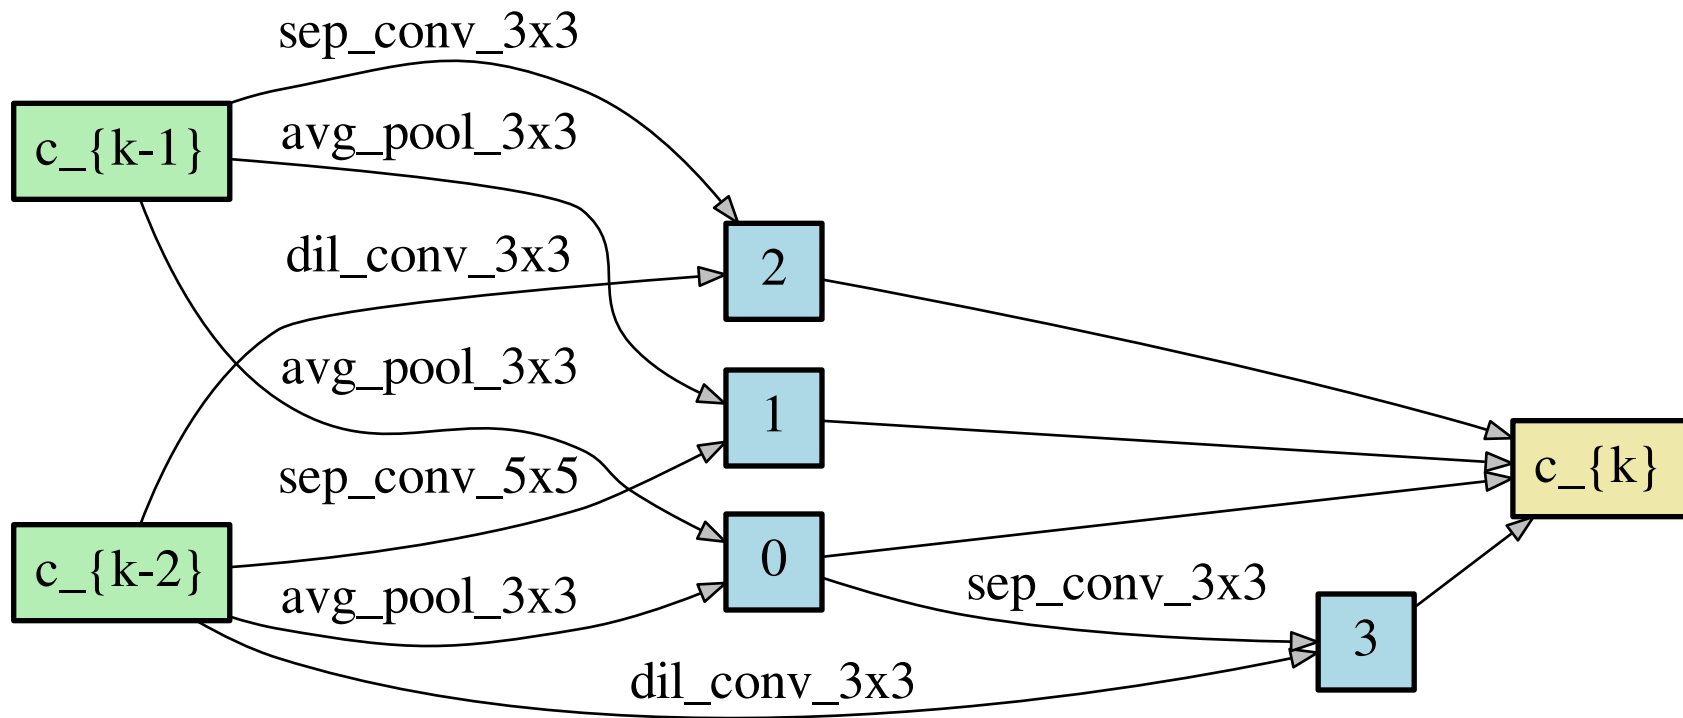 sep_conv_3x3
avg_pool_3x3
c_{k-1}
dil_conv_3x3
2
avg_pool_3x3
1
sep_conv_5x5
c_{k}
c_{k-2}
0
avg_pool_3x3
sep_conv_3x3
3
dil_conv_3x3